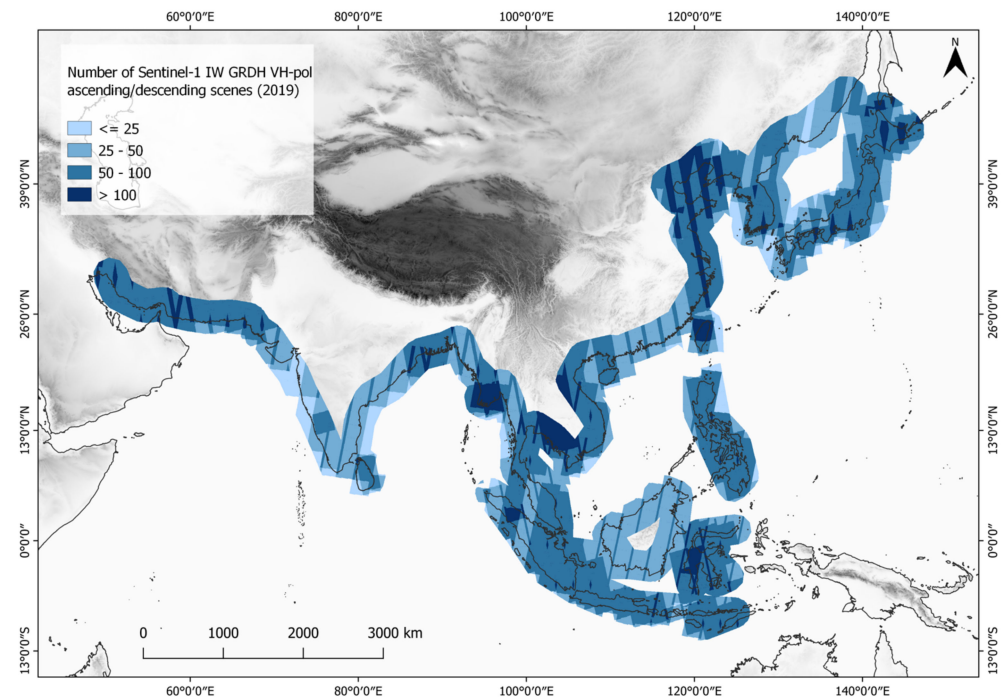 60°0'0"E 80°0'0"E 100°0'0"E 120°0'0"E 140°0'0"E
N
Number of Sentinel-1 IW GRDH VH-pol
ascending/descending scenes (2019)
<= 25
25 - 50
50 - 100
> 100
39°0'0"N 39°0'0"N
26°0'0"N 26°0'0"N
13°0'0"N 13°0'0"N
0°0'0" 0°0'0"
0 1000 2000 3000 km
13°0'0"S 13°0'0"S
60°0'0"E 80°0'0"E 100°0'0"E 120°0'0"E 140°0'0"E